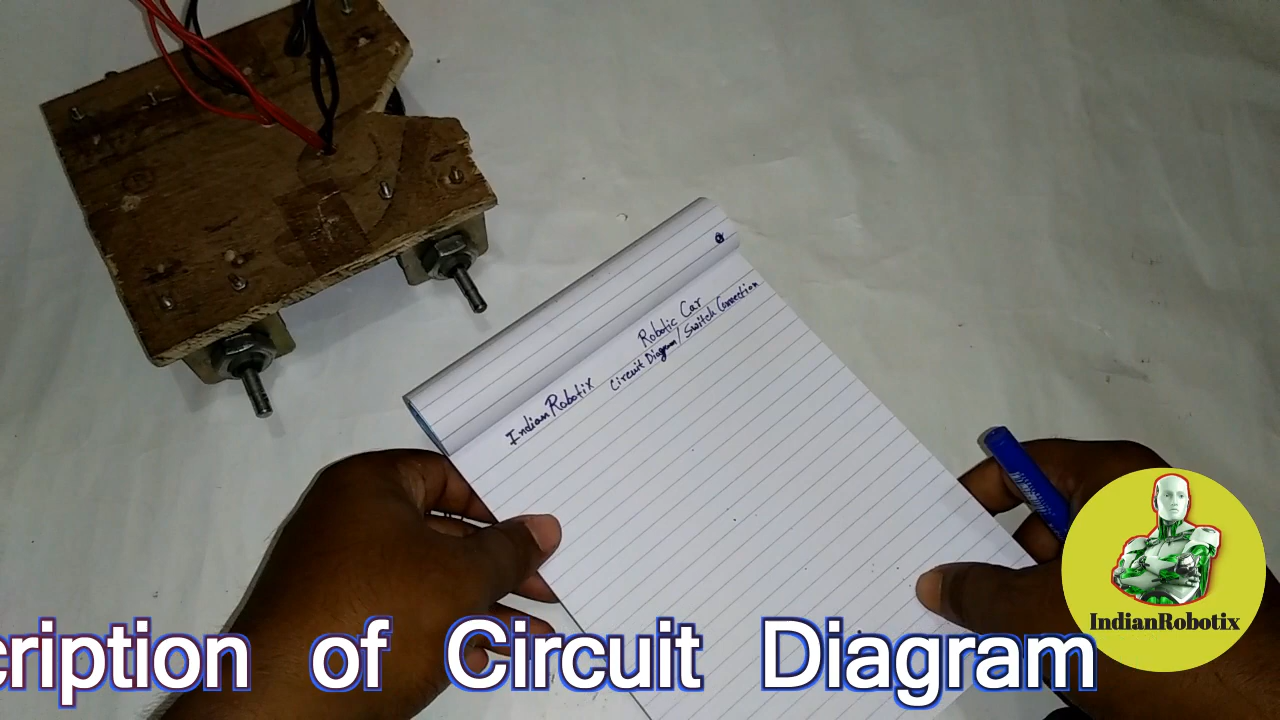 Robotic Car
IndianRobotix Circuit Diagram / Switch Connection
cription of Circuit Diagram
IndianRobotix